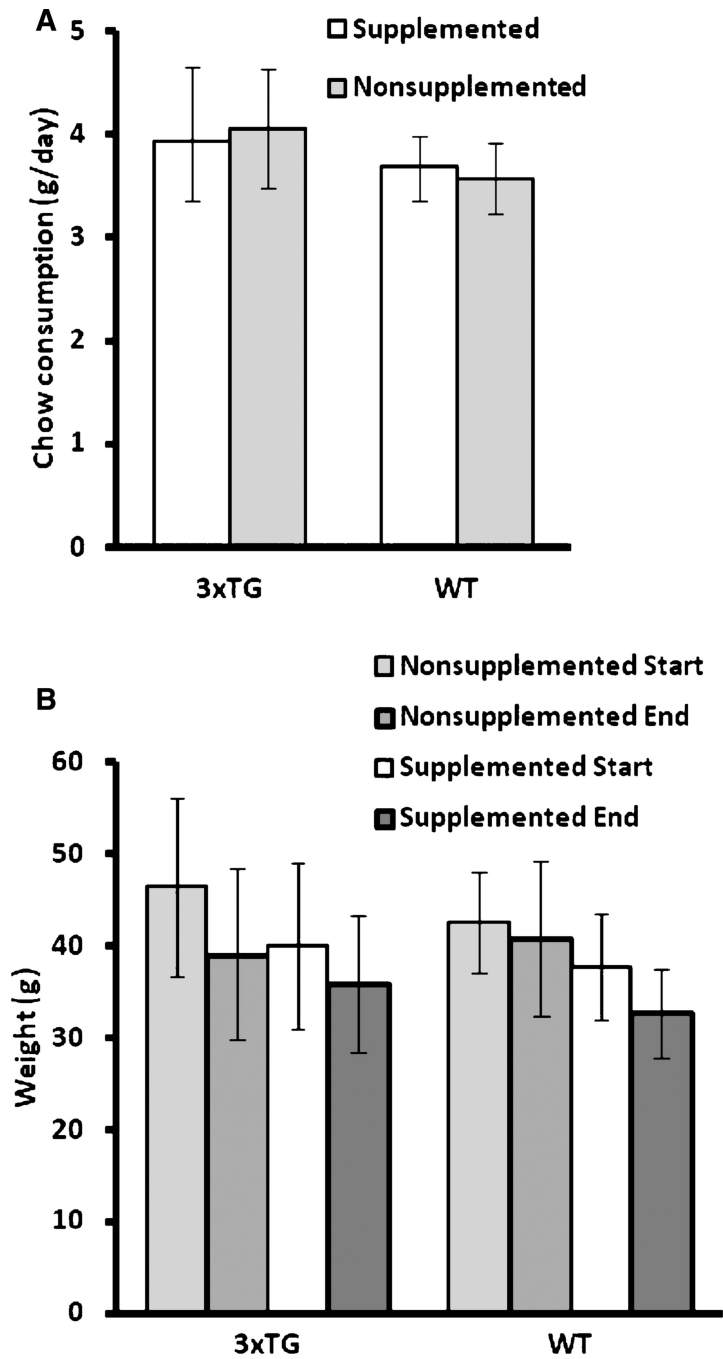 A
5
Supplemented
Nonsupplemented
4
3
2
1
0
Chow consumption (g/day)
3xTG WT
B
Nonsupplemented Start
Nonsupplemented End
Supplemented Start
Supplemented End
60
50
40
30
20
10
0
Weight (g)
3xTG WT